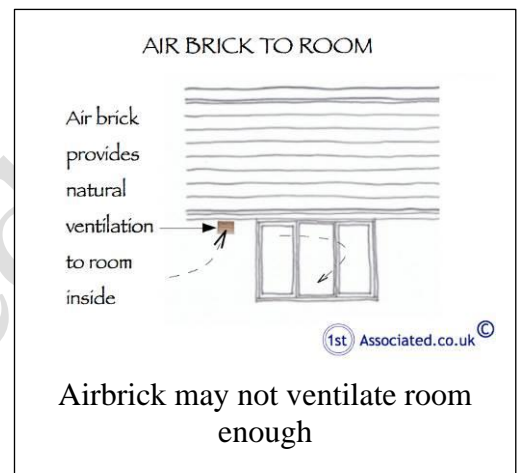 AIR BRICK TO ROOM
Air brick
provides
natural
ventilation
to room
inside
1st Associated.co.uk ©
Airbrick may not ventilate room
enough